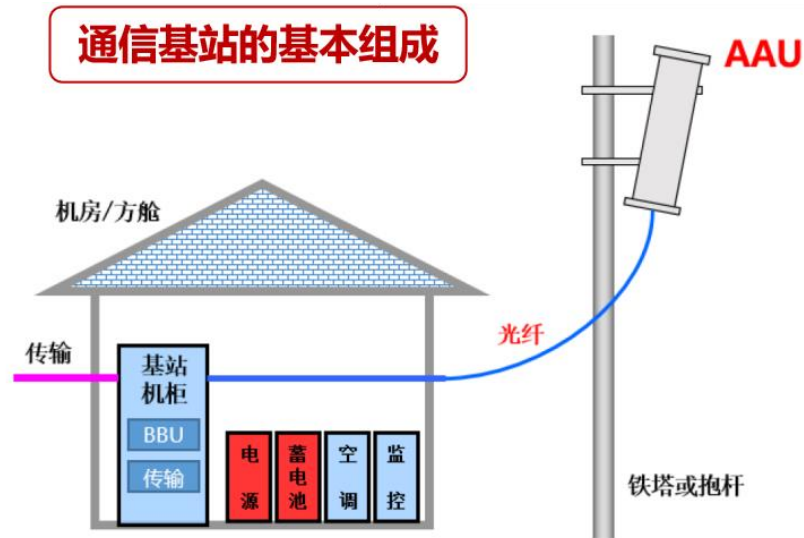 通信基站的基本组成
AAU
机房/方舱
光纤
传输
基站
机柜
BBU
传输
电源
蓄电池
空调
监控
铁塔或抱杆